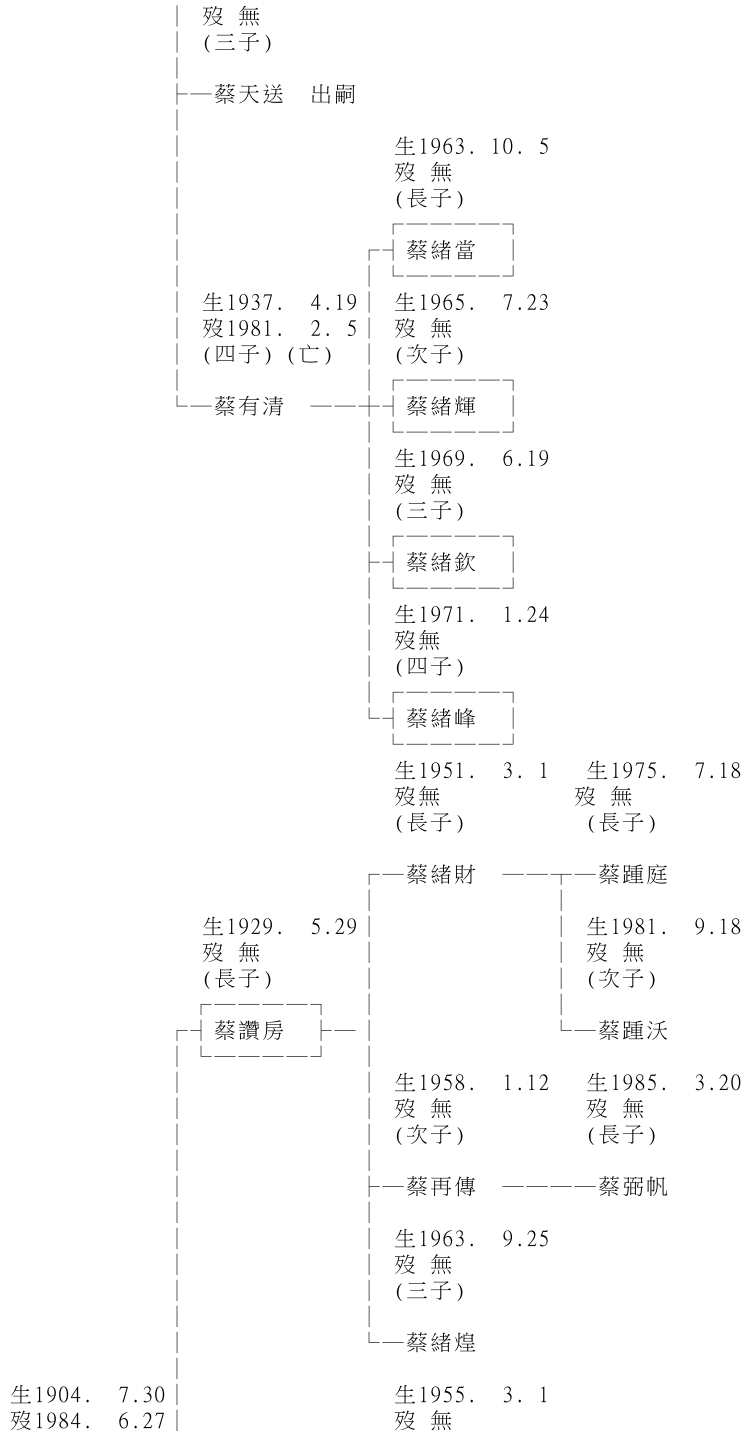 歿 無
(三子)
蔡天送 出嗣
生1963. 10. 5
歿 無
(長子)
蔡緒當
生1937. 4.19 生1965. 7.23
歿1981. 2. 5 歿 無
(四子)(亡) (次子)
蔡有清 蔡緒輝
生1969. 6.19
歿 無
(三子)
蔡緒欽
生1971. 1.24
歿無
(四子)
蔡緒峰
生1951. 3. 1 生1975. 7.18
歿無 歿 無
(長子) (長子)
蔡緒財 蔡踵庭
生1929. 5.29 生1981. 9.18
歿 無 歿 無
(長子) (次子)
蔡讚房 蔡踵沃
生1958. 1.12 生1985. 3.20
歿 無 歿 無
(次子) (長子)
蔡再傳 蔡弼帆
生1963. 9.25
歿 無
(三子)
蔡緒煌
生1904. 7.30 生1955. 3. 1
歿1984. 6.27 歿 無